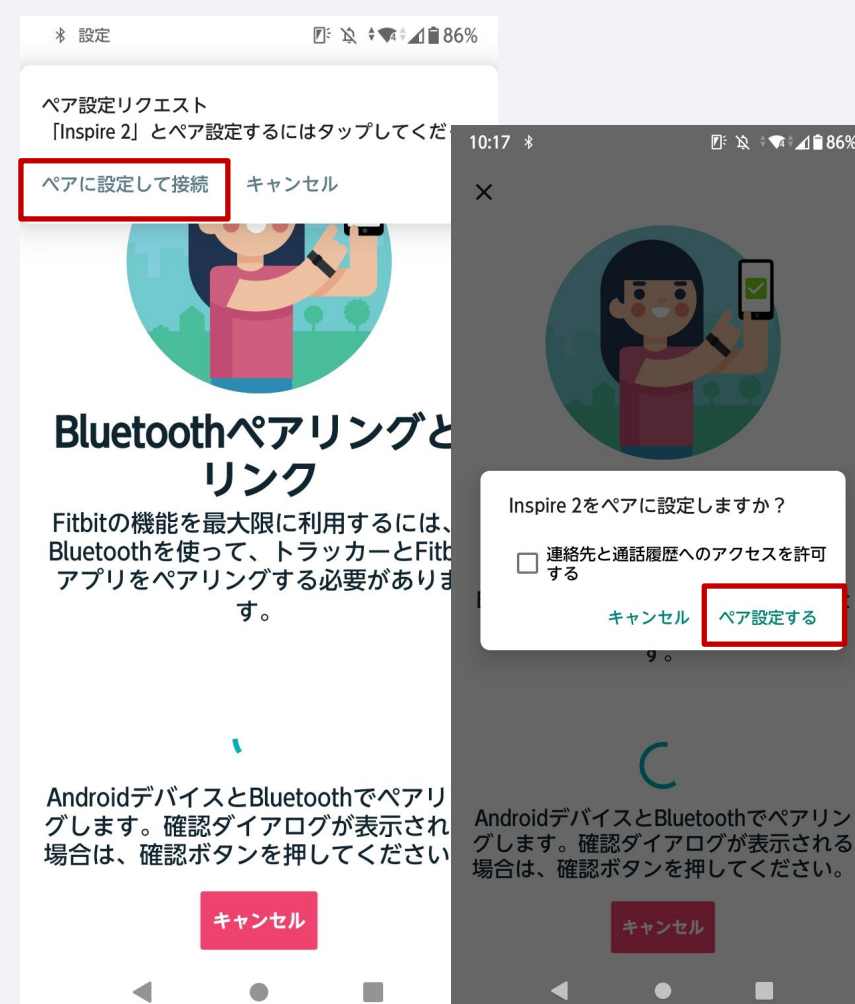 設定
86%
ペア設定リクエスト
「Inspire 2」とペア設定するにはタップしてくだ
ペアに設定して接続 キャンセル
Bluetoothペアリングと
リンク
Fitbitの機能を最大限に利用するには、
Bluetoothを使って、トラッカーとFitb
アプリをペアリングする必要がありま
す。
AndroidデバイスとBluetoothでペアリ
グします。確認ダイアログが表示され
場合は、確認ボタンを押してください
キャンセル
10:17
86%
Inspire 2をペアに設定しますか？
連絡先と通話履歴へのアクセスを許可
する
キャンセル ペア設定する
す。
AndroidデバイスとBluetoothでペアリン
グします。確認ダイアログが表示される
場合は、確認ボタンを押してください。
キャンセル